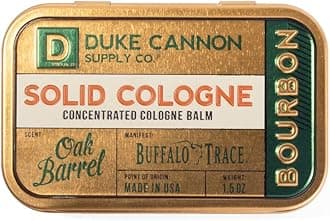 D
DUKE CANNON
SUPPLY CO.
SOLID COLOGNE
CONCENTRATED COLOGNE BALM
SCENT:
Oak
Barrel
MANIFEST:
BUFFALO TRACE
POINT OF ORIGIN:
MADE IN USA
WEIGHT:
1.5 OZ
BOURBON